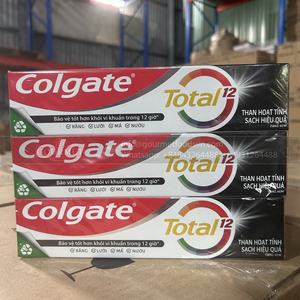 Colgate®
Total 12
Bảo vệ tốt hơn khỏi vi khuẩn trong 12 giờ*
RĂNG LƯỠI MÁ NƯỚU
THAN HOẠT TÍNH
SẠCH HIỆU QUẢ
Colgate®
Total 12
Bảo vệ tốt hơn khỏi vi khuẩn trong 12 giờ*
RĂNG LƯỠI MÁ NƯỚU
THAN HOẠT TÍNH
SẠCH HIỆU QUẢ
Colgate®
Total 12
Bảo vệ tốt hơn khỏi vi khuẩn trong 12 giờ*
RĂNG LƯỠI MÁ NƯỚU
THAN HOẠT TÍNH
SẠCH HIỆU QUẢ